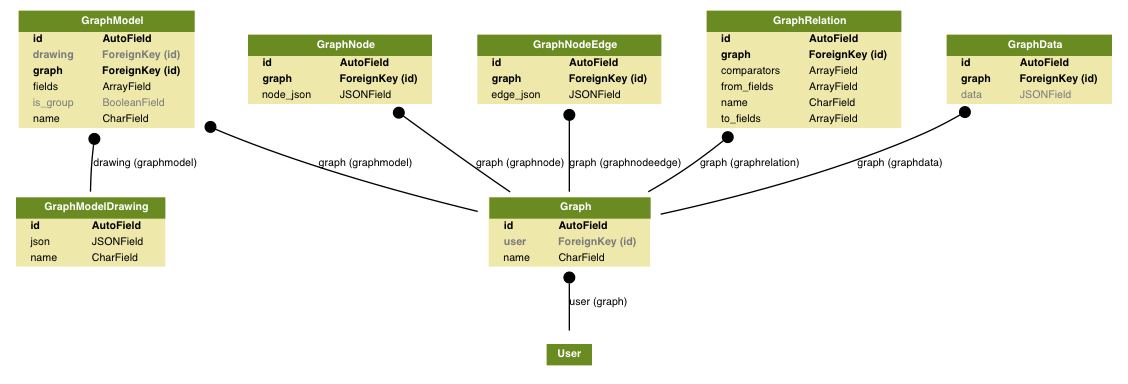 GraphModel
id AutoField
drawing ForeignKey (id)
graph ForeignKey (id)
fields ArrayField
is_group BooleanField
name CharField
GraphNode
id AutoField
graph ForeignKey (id)
node_json JSONField
GraphNodeEdge
id AutoField
graph ForeignKey (id)
edge_json JSONField
GraphRelation
id AutoField
graph ForeignKey (id)
comparators ArrayField
from_fields ArrayField
name CharField
to_fields ArrayField
GraphData
id AutoField
graph ForeignKey (id)
data JSONField
drawing (graphmodel)
graph (graphmodel)
graph (graphnode)
graph (graphnodeedge)
graph (graphrelation)
graph (graphdata)
GraphModelDrawing
id AutoField
json JSONField
name CharField
Graph
id AutoField
user ForeignKey (id)
name CharField
user (graph)
User